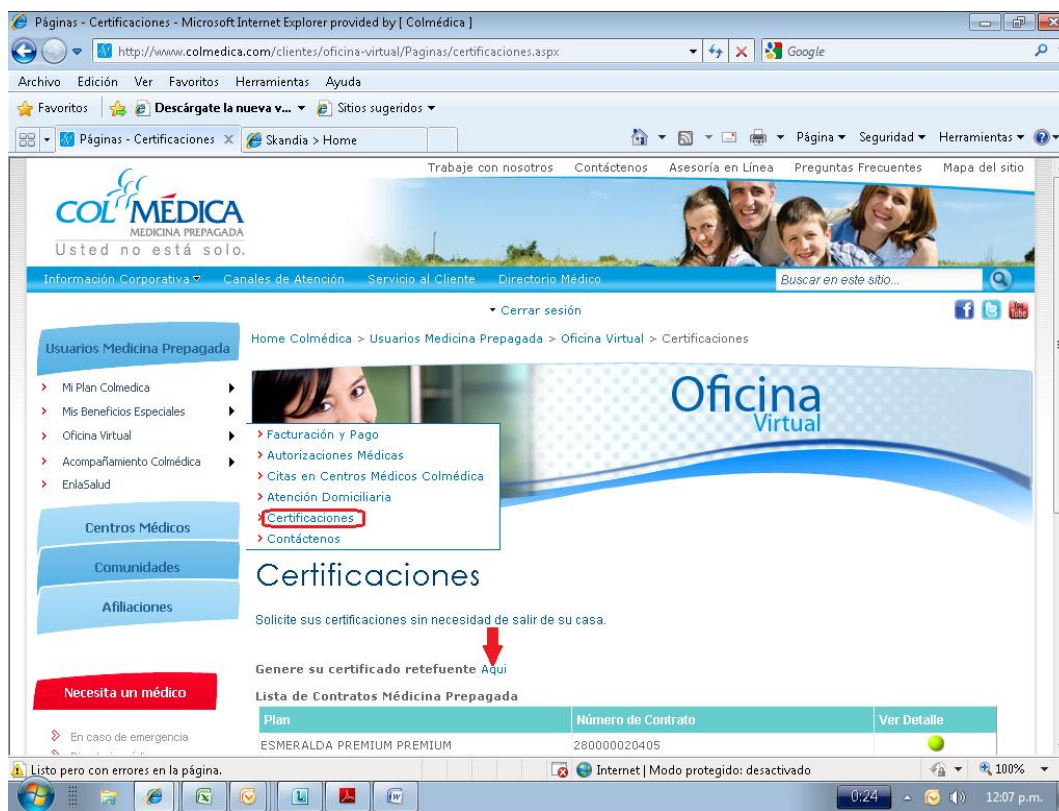 Páginas - Certificaciones - Microsoft Internet Explorer provided by [ Colmédica ]
http://www.colmedica.com/clientes/oficina-virtual/Paginas/certificaciones.aspx
Google
Archivo Edición Ver Favoritos Herramientas Ayuda
Favoritos Descárgate la nueva v... Sitios sugeridos
Páginas - Certificaciones Skandia > Home Página Seguridad Herramientas
Trabaje con nosotros Contáctenos Asesoría en Línea Preguntas Frecuentes Mapa del sitio
COLMÉDICA
MEDICINA PREPAGADA
Usted no está solo.
Información Corporativa Canales de Atención Servicio al Cliente Directorio Médico Buscar en este sitio...
Cerrar sesión
You Tube
Home Colmédica > Usuarios Medicina Prepagada > Oficina Virtual > Certificaciones
Usuarios Medicina Prepagada
Mi Plan Colmedica
Mis Beneficios Especiales
Oficina Virtual
Acompañamiento Colmédica
EnlaSalud
Oficina
Virtual
Facturación y Pago
Autorizaciones Médicas
Citas en Centros Médicos Colmédica
Atención Domiciliaria
Certificaciones
Contáctenos
Centros Médicos
Comunidades
Afiliaciones
Certificaciones
Solicite sus certificaciones sin necesidad de salir de su casa.
Genere su certificado retefuente Aqui
Necesita un médico
Lista de Contratos Médicina Prepagada
Plan Número de Contrato Ver Detalle
En caso de emergencia
ESMERALDA PREMIUM PREMIUM 280000020405
Listo pero con errores en la página. Internet | Modo protegido: desactivado 100%
0:24 12:07 p.m.